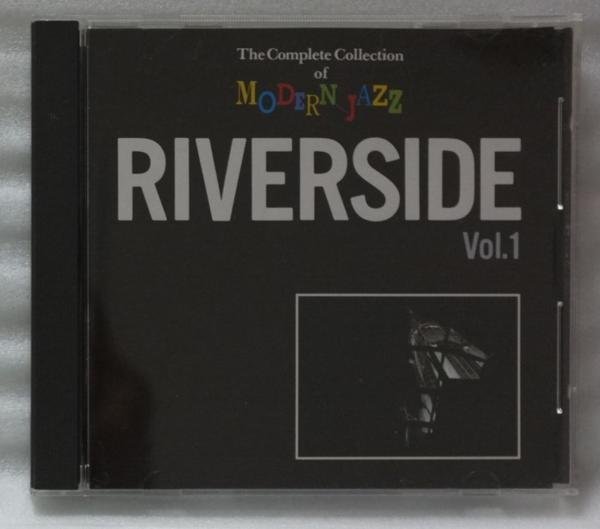 The Complete Collection
of
MODERN JAZZ
RIVERSIDE
Vol.1